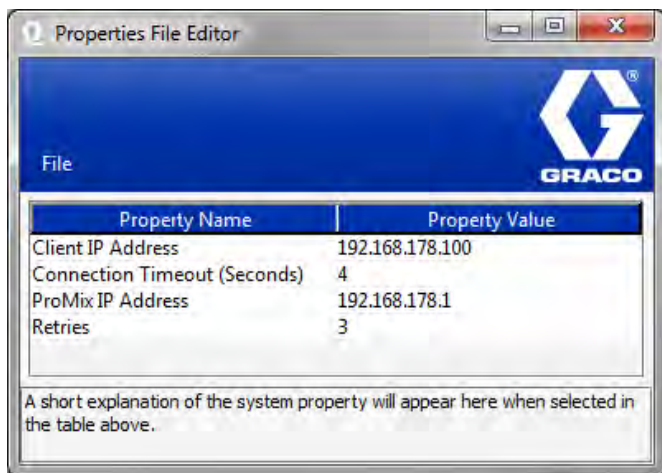 Properties File Editor
File
®
GRACO
Property Name Property Value
Client IP Address 192.168.178.100
Connection Timeout (Seconds) 4
ProMix IP Address 192.168.178.1
Retries 3
A short explanation of the system property will appear here when selected in
the table above.